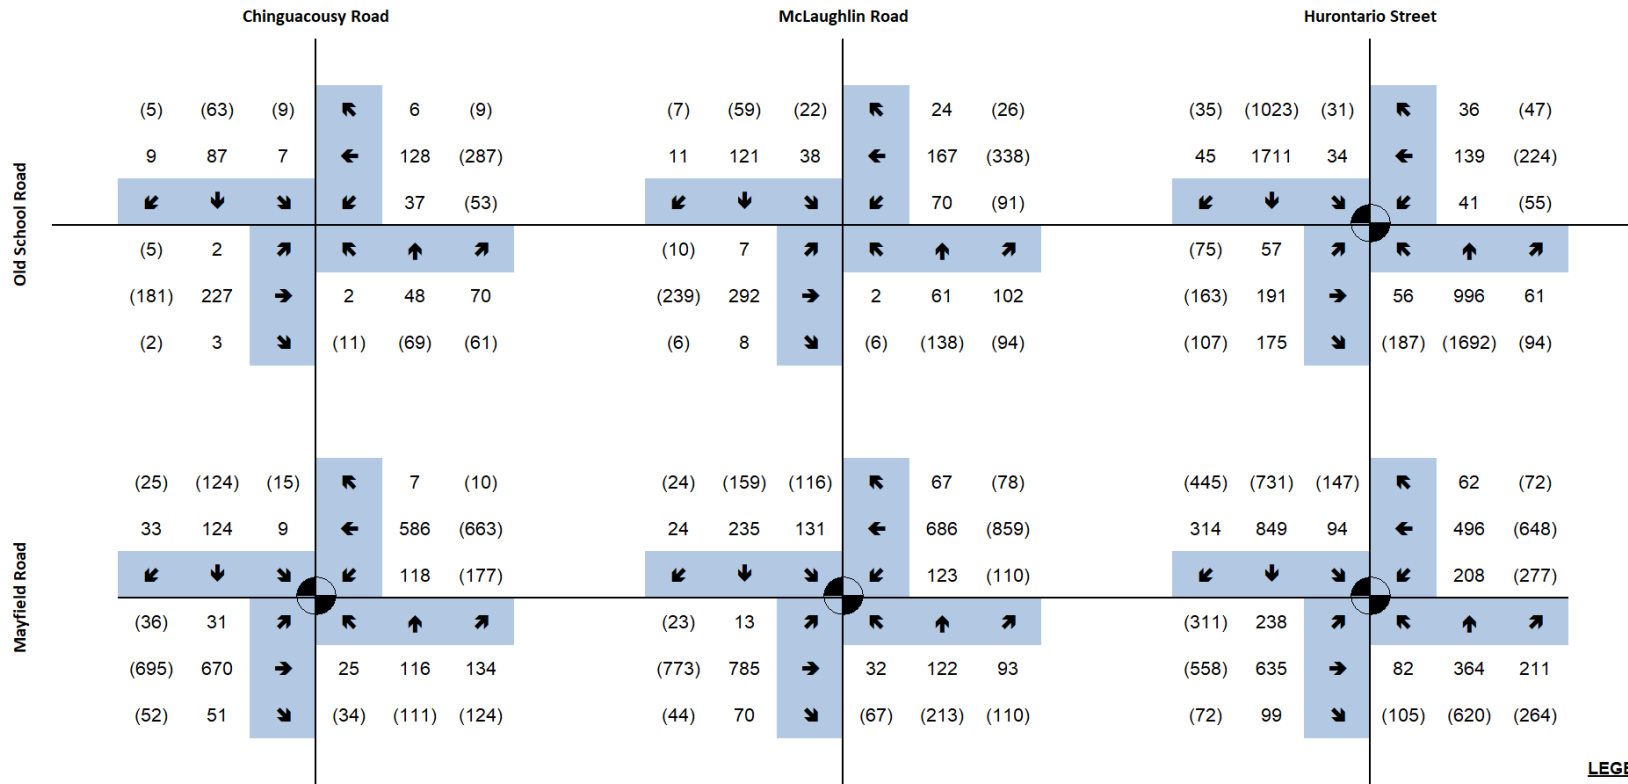 Chinguacousy Road McLaughlin Road Hurontario Street
(5) (63) (9) 6 (9) (7) (59) (22) 24 (26) (35) (1023) (31) 36 (47)
9 87 7 128 (287) 11 121 38 167 (338) 45 1711 34 139 (224)
37 (53) 70 (91) 41 (55)
Old School Road
(5) 2 (10) 7 (75) 57
(181) 227 2 48 70 (239) 292 2 61 102 (163) 191 56 996 61
(2) 3 (11) (69) (61) (6) 8 (6) (138) (94) (107) 175 (187) (1692) (94)
(25) (124) (15) 7 (10) (24) (159) (116) 67 (78) (445) (731) (147) 62 (72)
33 124 9 586 (663) 24 235 131 686 (859) 314 849 94 496 (648)
118 (177) 123 (110) 208 (277)
Mayfield Road
(36) 31 (23) 13 (311) 238
(695) 670 25 116 134 (773) 785 32 122 93 (558) 635 82 364 211
(52) 51 (34) (111) (124) (44) 70 (67) (213) (110) (72) 99 (105) (620) (264)